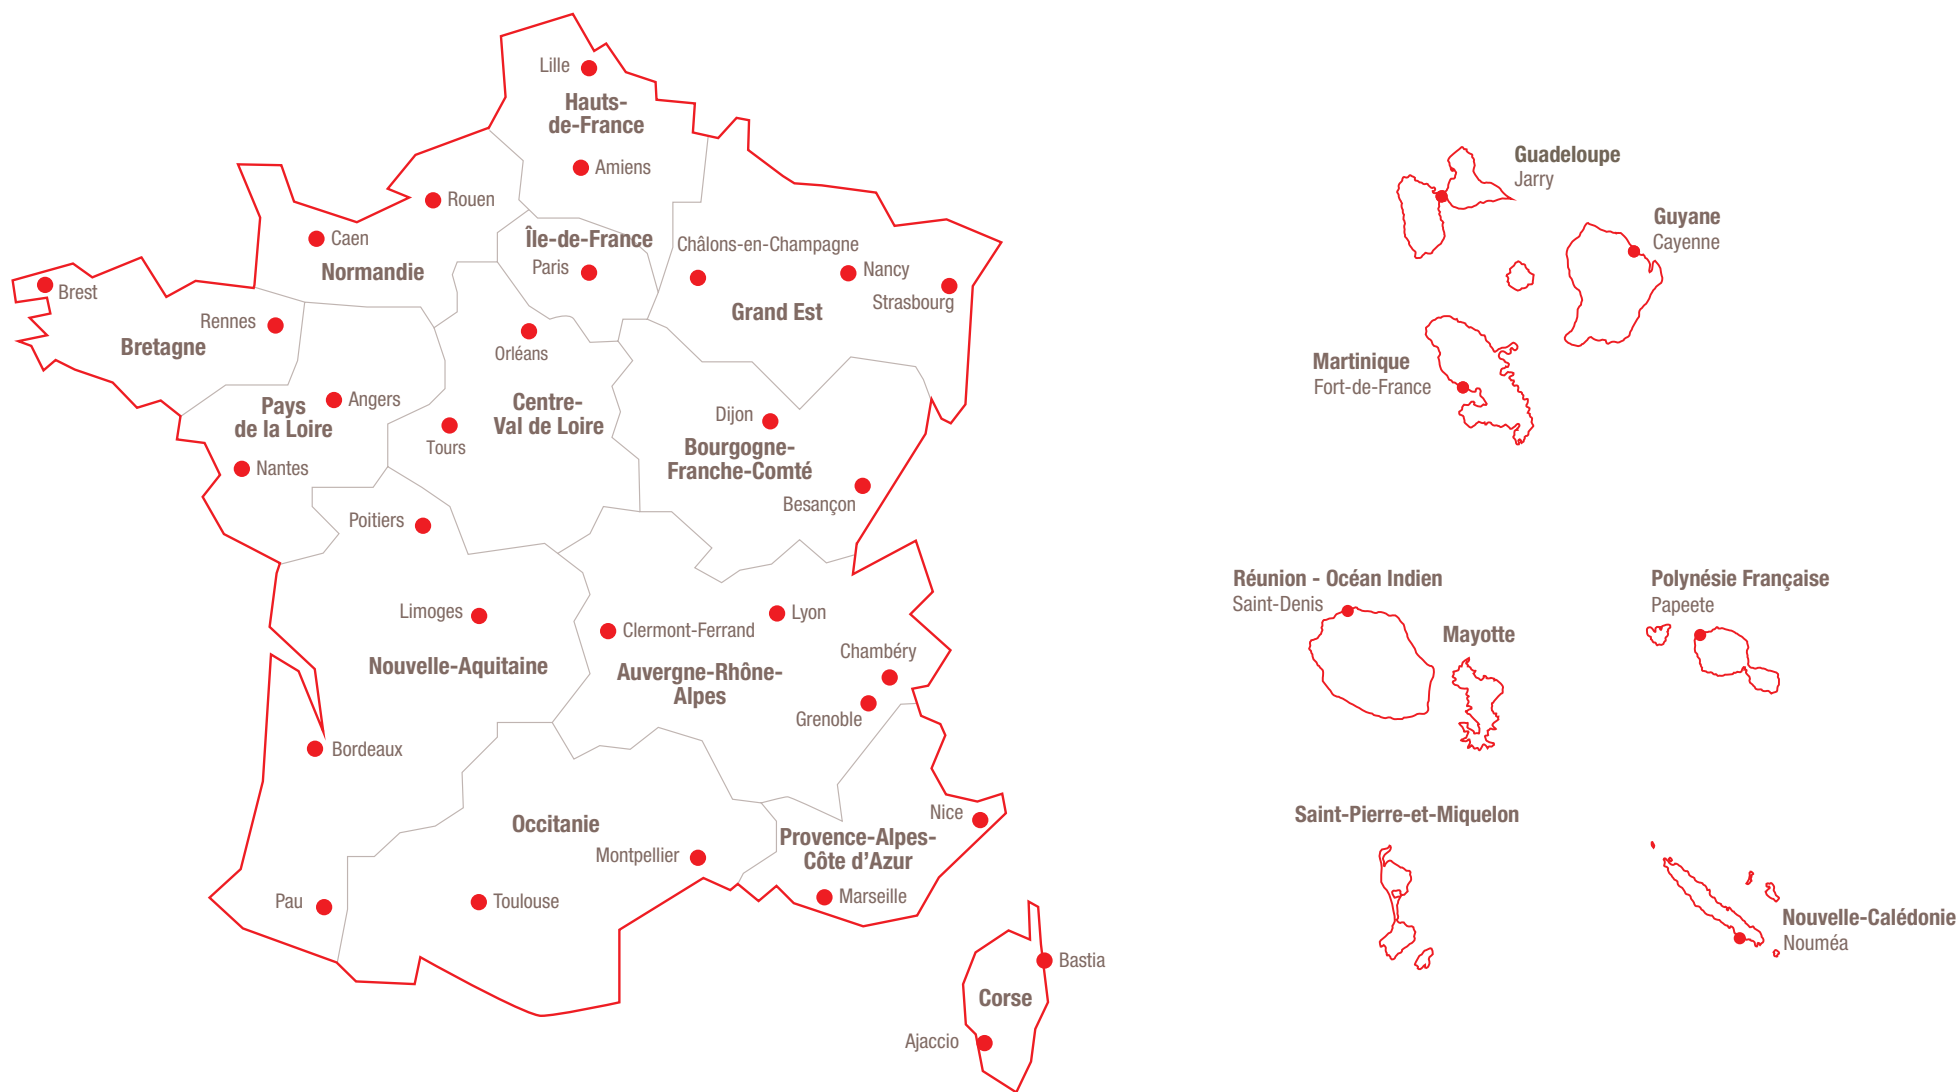 Lille
Hauts-
de-France
Amiens
Rouen
Caen
Normandie
Île-de-France
Paris
Châlons-en-Champagne
Nancy
Strasbourg
Grand Est
Brest
Rennes
Bretagne
Orléans
Centre-
Val de Loire
Tours
Angers
Pays
de la Loire
Nantes
Dijon
Bourgogne-
Franche-Comté
Besançon
Poitiers
Limoges
Nouvelle-Aquitaine
Bordeaux
Pau
Clermont-Ferrand
Lyon
Chambéry
Auvergne-Rhône-
Alpes
Grenoble
Occitanie
Montpellier
Toulouse
Nice
Provence-Alpes-
Côte d’Azur
Marseille
Bastia
Corse
Ajaccio
Guadeloupe
Jarry
Guyane
Cayenne
Martinique
Fort-de-France
Réunion - Océan Indien
Saint-Denis
Mayotte
Polynésie Française
Papeete
Saint-Pierre-et-Miquelon
Nouvelle-Calédonie
Nouméa